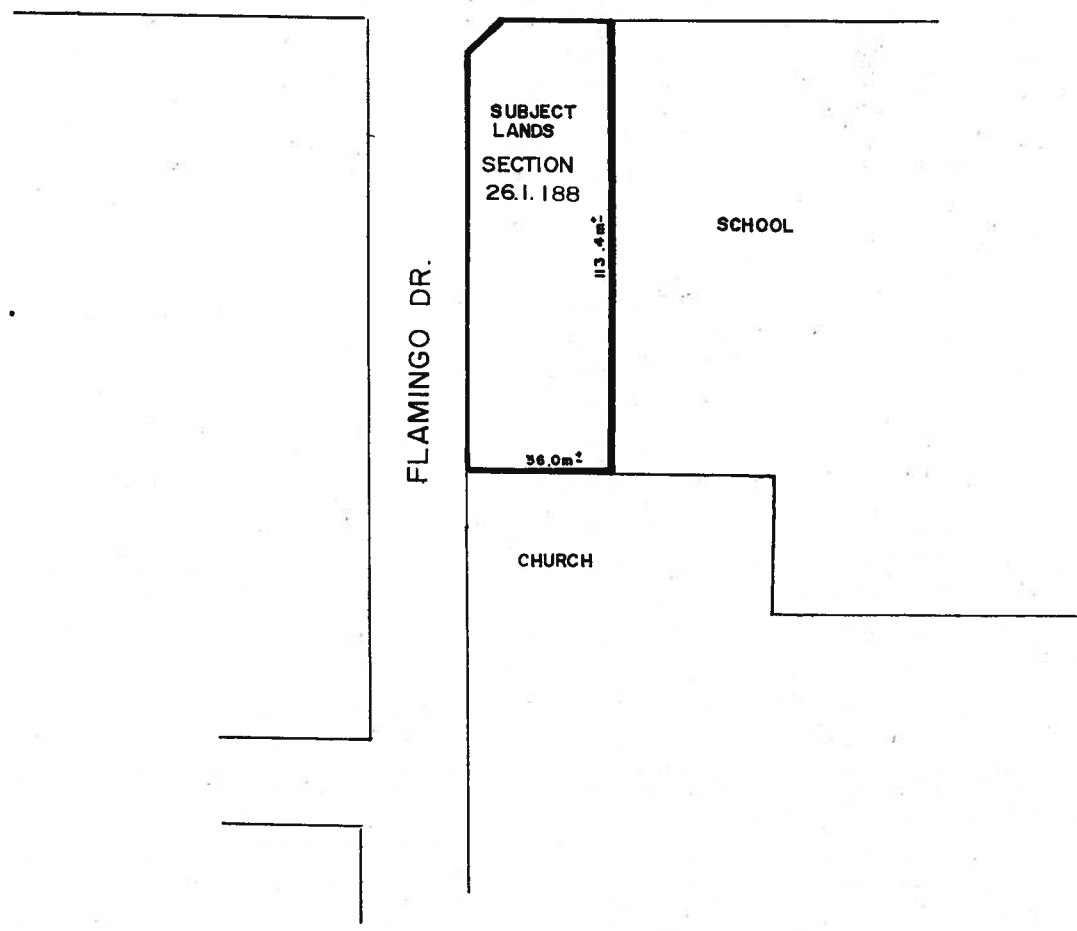 SUBJECT
LANDS
SECTION
26.1.188
113.4m±
SCHOOL
FLAMINGO DR.
36.0m±
CHURCH